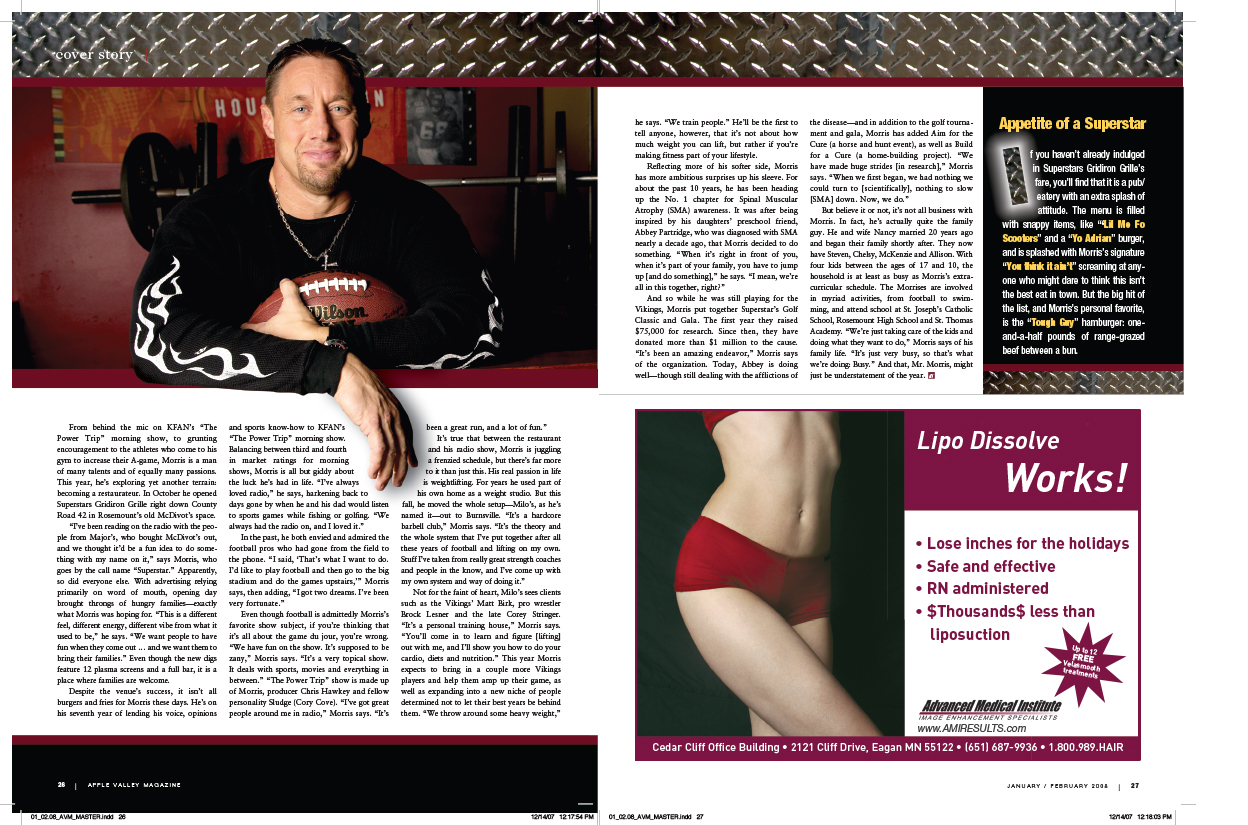 cover story |
HOU
N
66
Wilson
From behind the mic on KFAN's "The
Power Trip" morning show, to grunting
encouragement to the athletes who come to his
gym to increase their A-game, Morris is a man
of many talents and of equally many passions.
This year, he's exploring yet another terrain:
becoming a restaurateur. In October he opened
Superstars Gridiron Grille right down County
Road 42 in Rosemount's old McDivot's space.
"I've been reading on the radio with the peo-
ple from Major's, who bought McDivot's out,
and we thought it'd be a fun idea to do some-
thing with my name on it," says Morris, who
goes by the call name "Superstar." Apparently,
so did everyone else. With advertising relying
primarily on word of mouth, opening day
brought throngs of hungry families—exactly
what Morris was hoping for. "This is a different
feel, different energy, different vibe from what it
used to be," he says. "We want people to have
fun when they come out ... and we want them to
bring their families." Even though the new digs
feature 12 plasma screens and a full bar, it is a
place where families are welcome.
Despite the venue's success, it isn't all
burgers and fries for Morris these days. He's on
his seventh year of lending his voice, opinions
and sports know-how to KFAN's
"The Power Trip" morning show.
Balancing between third and fourth
in market ratings for morning
shows, Morris is all but giddy about
the luck he's had in life. "I've always
loved radio," he says, harkening back to
days gone by when he and his dad would listen
to sports games while fishing or golfing. "We
always had the radio on, and I loved it."
In the past, he both envied and admired the
football pros who had gone from the field to
the phone. "I said, 'That's what I want to do.
I'd like to play football and then go to the big
stadium and do the games upstairs,'" Morris
says, then adding, "I got two dreams. I've been
very fortunate."
Even though football is admittedly Morris's
favorite show subject, if you're thinking that
it's all about the game du jour, you're wrong.
"We have fun on the show. It's supposed to be
zany," Morris says. "It's a very topical show.
It deals with sports, movies and everything in
between." "The Power Trip" show is made up
of Morris, producer Chris Hawkey and fellow
personality Sludge (Cory Cove). "I've got great
people around me in radio," Morris says. "It's
been a great run, and a lot of fun."
It's true that between the restaurant
and his radio show, Morris is juggling
a frenzied schedule, but there's far more
to it than just this. His real passion in life
is weightlifting. For years he used part of
his own home as a weight studio. But this
fall, he moved the whole setup—Milo's, as he's
named it—out to Burnsville. "It's a hardcore
barbell club," Morris says. "It's the theory and
the whole system that I've put together after all
these years of football and lifting on my own.
Stuff I've taken from really great strength coaches
and people in the know, and I've come up with
my own system and way of doing it."
Not for the faint of heart, Milo's sees clients
such as the Vikings' Matt Birk, pro wrestler
Brock Lesner and the late Corey Stringer.
"It's a personal training house," Morris says.
"You'll come in to learn and figure [lifting]
out with me, and I'll show you how to do your
cardio, diets and nutrition." This year Morris
expects to bring in a couple more Vikings
players and help them amp up their game, as
well as expanding into a new niche of people
determined not to let their best years be behind
them. "We throw around some heavy weight,"
26 | APPLE VALLEY MAGAZINE
01_02.08_AVM_MASTER.indd 26
12/14/07 12:17:54 PM
he says. "We train people." He'll be the first to
tell anyone, however, that it's not about how
much weight you can lift, but rather if you're
making fitness part of your lifestyle.
Reflecting more of his softer side, Morris
has more ambitious surprises up his sleeve. For
about the past 10 years, he has been heading
up the No. 1 chapter for Spinal Muscular
Atrophy (SMA) awareness. It was after being
inspired by his daughters' preschool friend,
Abbey Partridge, who was diagnosed with SMA
nearly a decade ago, that Morris decided to do
something. "When it's right in front of you,
when it's part of your family, you have to jump
up [and do something]," he says. "I mean, we're
all in this together, right?"
And so while he was still playing for the
Vikings, Morris put together Superstar's Golf
Classic and Gala. The first year they raised
$75,000 for research. Since then, they have
donated more than $1 million to the cause.
"It's been an amazing endeavor," Morris says
of the organization. Today, Abbey is doing
well—though still dealing with the afflictions of
the disease—and in addition to the golf tourna-
ment and gala, Morris has added Aim for the
Cure (a horse and hunt event), as well as Build
for a Cure (a home-building project). "We
have made huge strides [in research]," Morris
says. "When we first began, we had nothing we
could turn to [scientifically], nothing to slow
[SMA] down. Now, we do."
But believe it or not, it's not all business with
Morris. In fact, he's actually quite the family
guy. He and wife Nancy married 20 years ago
and began their family shortly after. They now
have Steven, Chelsy, McKenzie and Allison. With
four kids between the ages of 17 and 10, the
household is at least as busy as Morris's extra-
curricular schedule. The Morrises are involved
in myriad activities, from football to swim-
ming, and attend school at St. Joseph's Catholic
School, Rosemount High School and St. Thomas
Academy. "We're just taking care of the kids and
doing what they want to do," Morris says of his
family life. "It's just very busy, so that's what
we're doing: Busy." And that, Mr. Morris, might
just be understatement of the year.
Appetite of a Superstar
If you haven't already indulged
in Superstars Gridiron Grille's
fare, you'll find that it is a pub/
eatery with an extra splash of
attitude. The menu is filled
with snappy items, like "Lil Mo Fo
Scooters" and a "Yo Adrian" burger,
and is splashed with Morris's signature
"You think it ain't" screaming at any-
one who might dare to think this isn't
the best eat in town. But the big hit of
the list, and Morris's personal favorite,
is the "Tough Guy" hamburger: one-
and-a-half pounds of range-grazed
beef between a bun.
Lipo Dissolve
Works!
• Lose inches for the holidays
• Safe and effective
• RN administered
• $Thousands$ less than
liposuction
Up to 12
FREE
Velasmooth
treatments
Advanced Medical Institute
IMAGE ENHANCEMENT SPECIALISTS
www.AMIRESULTS.com
Cedar Cliff Office Building • 2121 Cliff Drive, Eagan MN 55122 • (651) 687-9936 • 1.800.989.HAIR
JANUARY / FEBRUARY 2008 | 27
01_02.08_AVM_MASTER.indd 27
12/14/07 12:18:03 PM